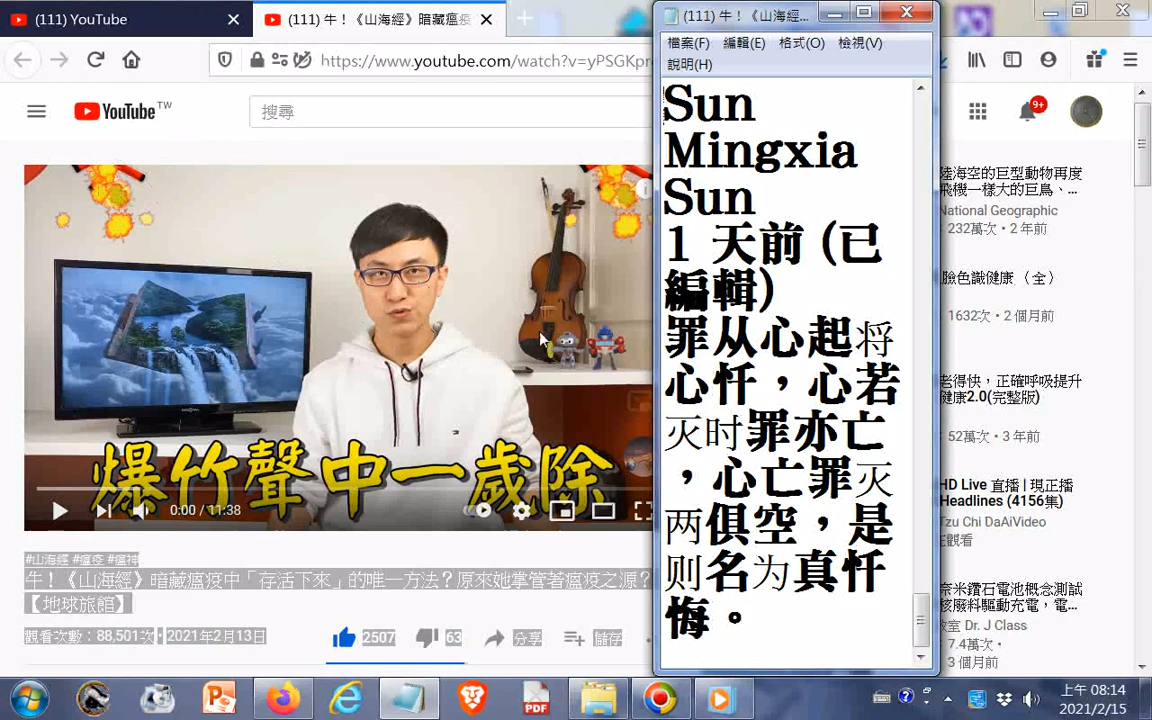 (111) YouTube
(111) 牛！《山海經》暗藏瘟疫
(111) 牛！《山海經...
檔案(F) 編輯(E) 格式(O) 檢視(V)
說明(H)
https://www.youtube.com/watch?v=yPSGKpr
YouTube TW
搜尋
9+
Sun
Mingxia
Sun
1 天前 (已
編輯)
罪从心起将
心忏，心若
灭时罪亦亡
，心亡罪灭
两俱空，是
则名为真忏
悔。
爆竹聲中一歲除
0:00 / 11:38
#山海經 #瘟疫 #瘟神
牛！《山海經》暗藏瘟疫中「存活下來」的唯一方法？原來她掌管著瘟疫之源？
【地球旅館】
觀看次數：88,501次 • 2021年2月13日
2507
63
分享
儲存
陸海空的巨型動物再度
飛機一樣大的巨鳥、...
National Geographic
232萬次 • 2 年前
臉色識健康（全）
1632次 • 2 個月前
老得快，正確呼吸提升
健康2.0(完整版)
52萬次 • 3 年前
HD Live 直播 | 現正播
Headlines (4156集)
Tzu Chi DaAiVideo
正觀看
奈米鑽石電池概念測試
核廢料驅動充電，電...
教室 Dr. J Class
7.4萬次 •
3 個月前
PDF
上午 08:14
2021/2/15